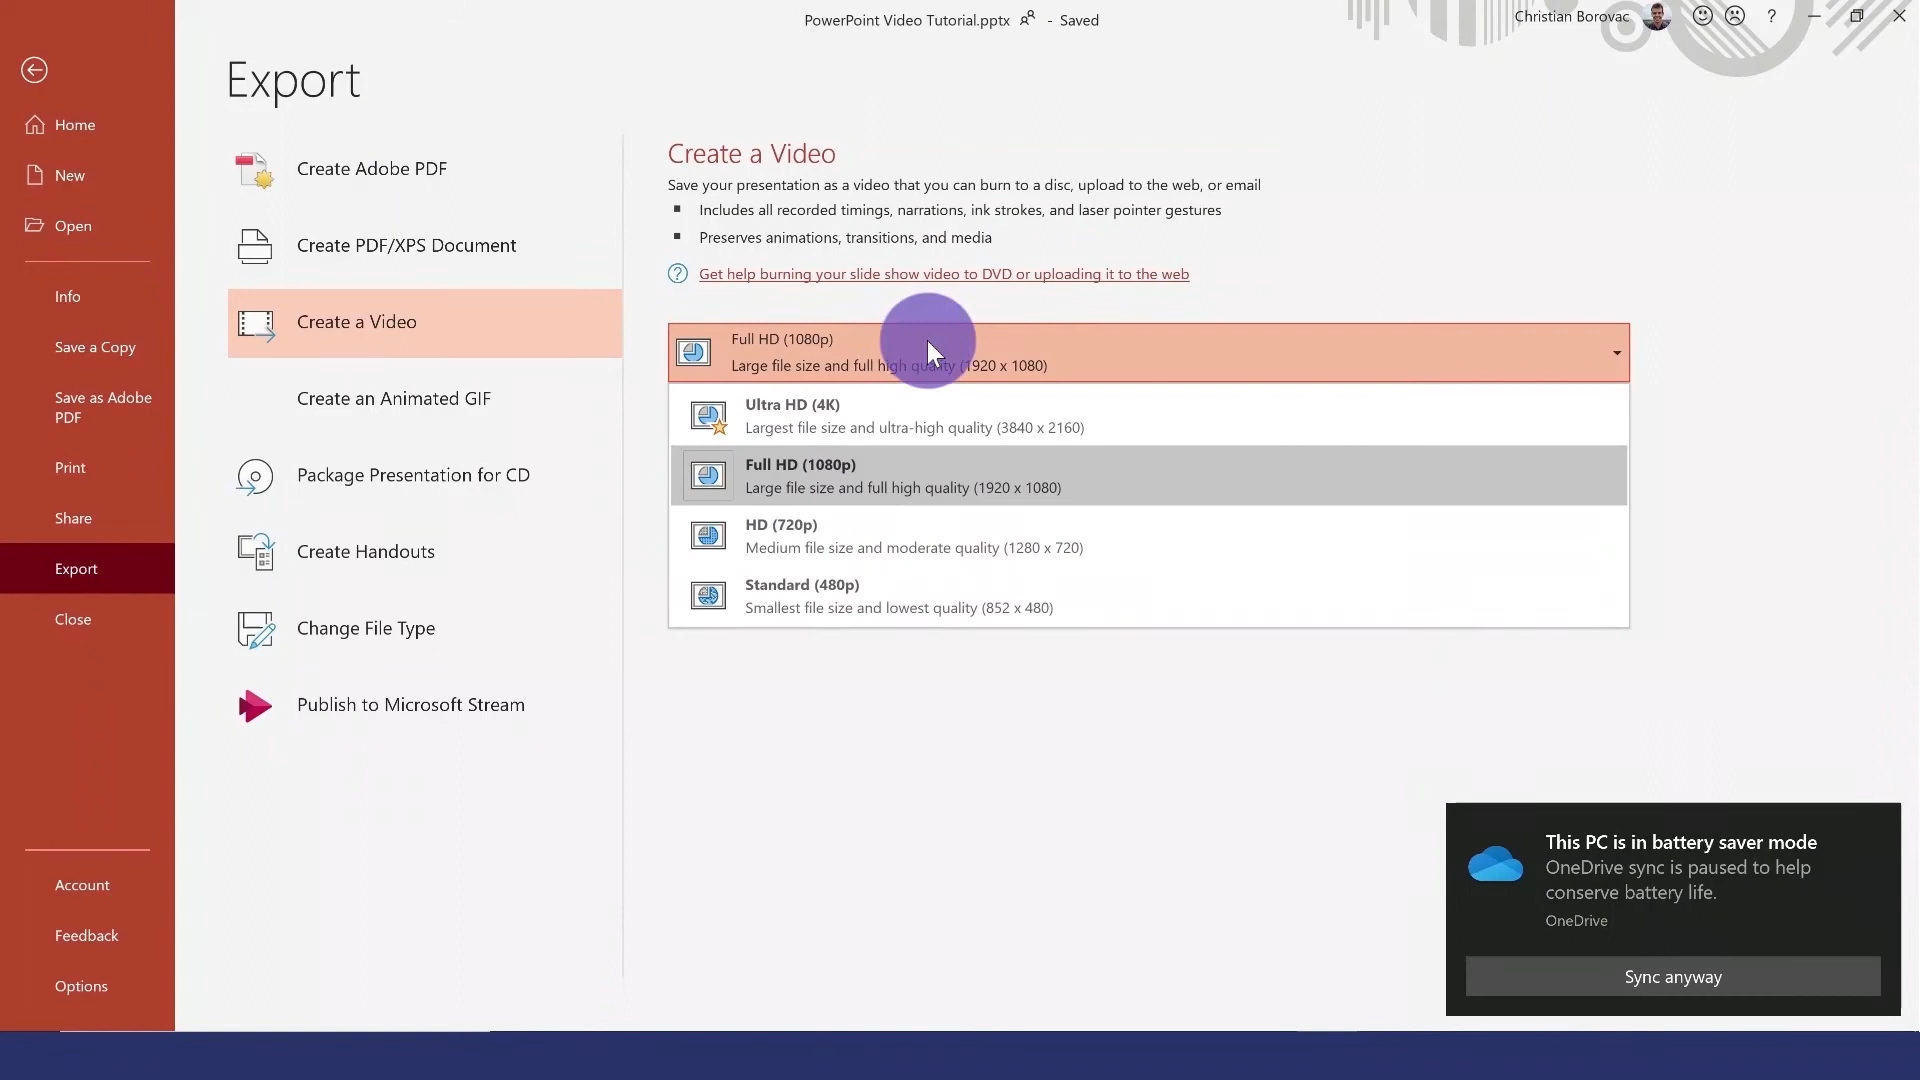 PowerPoint Video Tutorial.pptx - Saved
Christian Borovac
?
Export
Home
New
Open
Info
Save a Copy
Save as Adobe
PDF
Print
Share
Export
Close
Account
Feedback
Options
Create Adobe PDF
Create PDF/XPS Document
Create a Video
Create an Animated GIF
Package Presentation for CD
Create Handouts
Change File Type
Publish to Microsoft Stream
Create a Video
Save your presentation as a video that you can burn to a disc, upload to the web, or email
Includes all recorded timings, narrations, ink strokes, and laser pointer gestures
Preserves animations, transitions, and media
? Get help burning your slide show video to DVD or uploading it to the web
Full HD (1080p)
Large file size and full high quality (1920 x 1080)
Ultra HD (4K)
Largest file size and ultra-high quality (3840 x 2160)
Full HD (1080p)
Large file size and full high quality (1920 x 1080)
HD (720p)
Medium file size and moderate quality (1280 x 720)
Standard (480p)
Smallest file size and lowest quality (852 x 480)
This PC is in battery saver mode
OneDrive sync is paused to help
conserve battery life.
OneDrive
Sync anyway